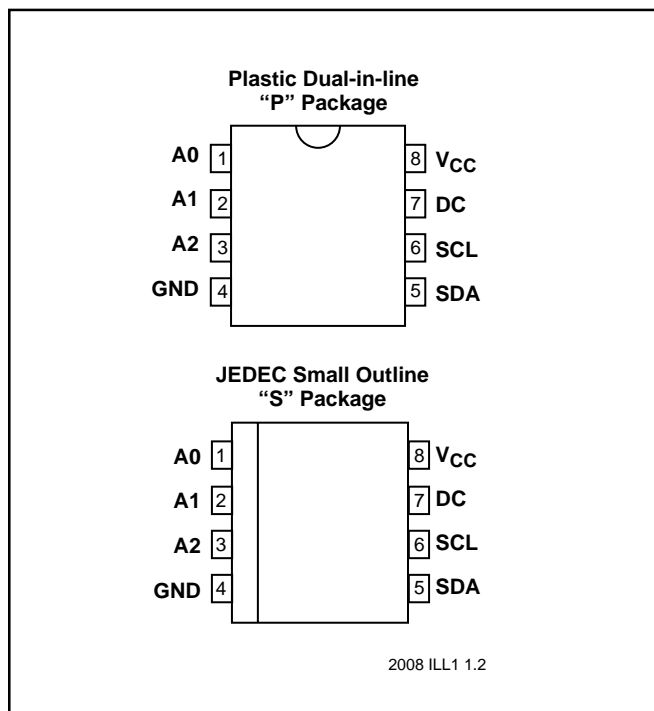 Plastic Dual-in-line
“P” Package
A0 1 8 VCC
A1 2 7 DC
A2 3 6 SCL
GND 4 5 SDA
JEDEC Small Outline
“S” Package
A0 1 8 VCC
A1 2 7 DC
A2 3 6 SCL
GND 4 5 SDA
2008 ILL1 1.2